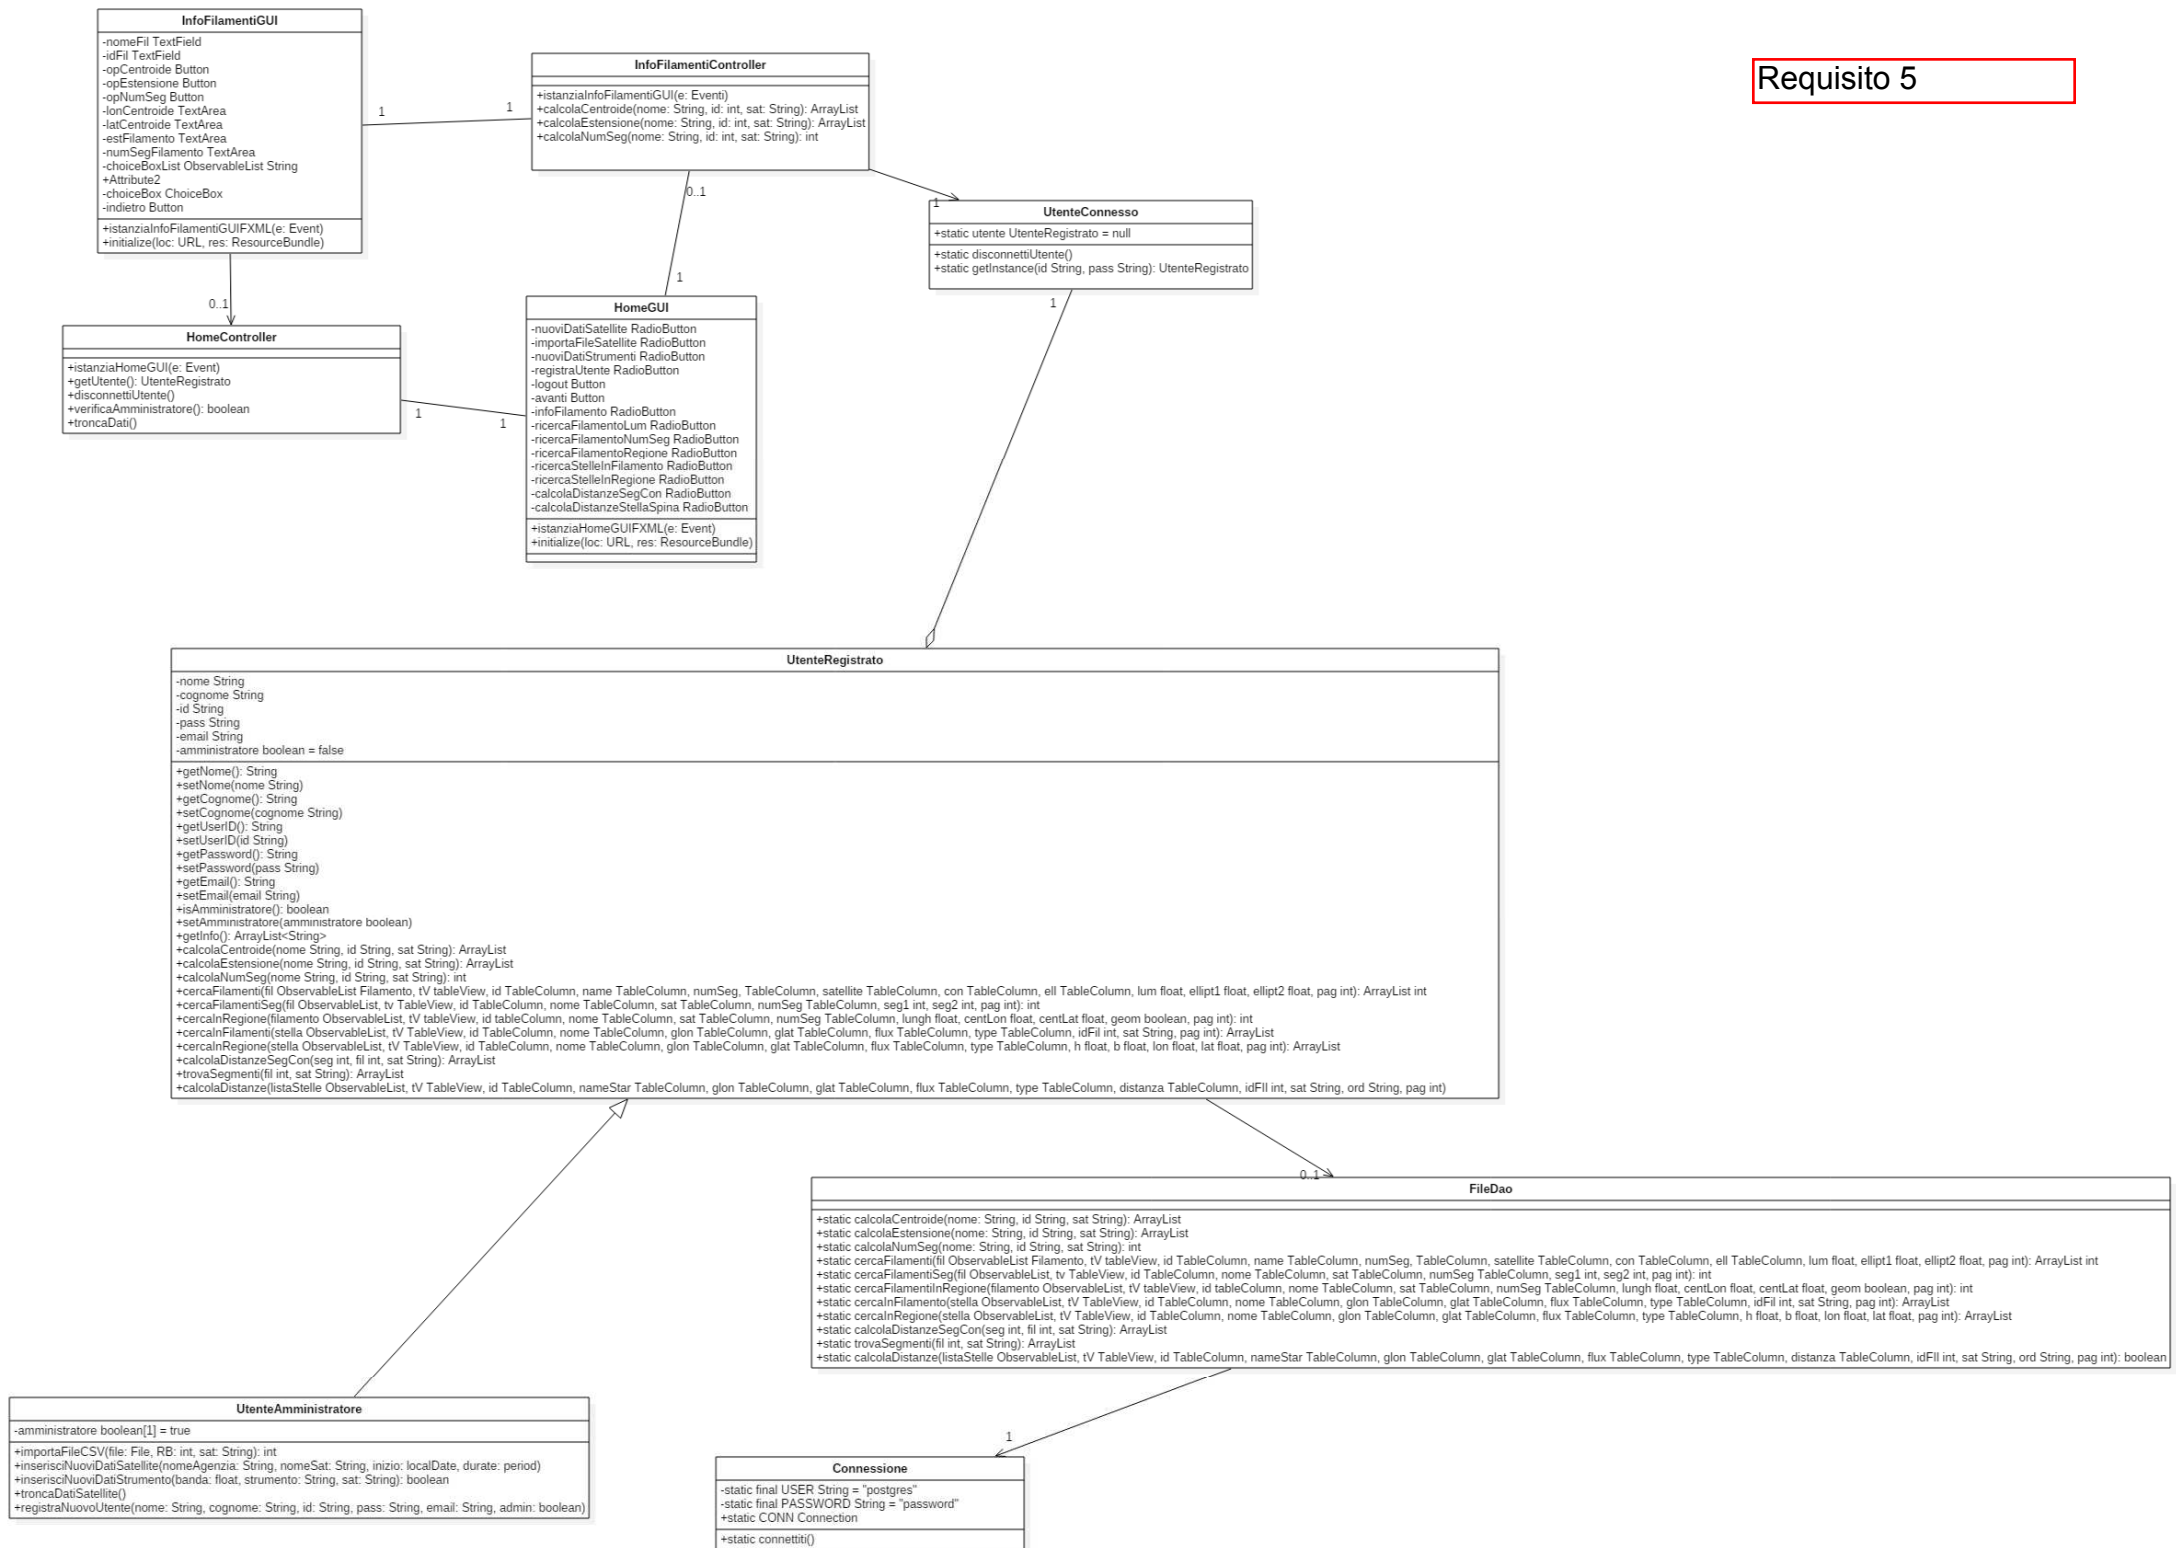 InfoFilamentiGUI
-nomeFil TextField
-idFil TextField
-opCentroide Button
-opEstensione Button
-opNumSeg Button
-lonCentroide TextArea
-latCentroide TextArea
-estFilamento TextArea
-numSegFilamento TextArea
-choiceBoxList ObservableList String
+Attribute2
-choiceBox ChoiceBox
-indietro Button
+istanziaInfoFilamentiGUIFXML(e: Event)
+initialize(loc: URL, res: ResourceBundle)
1
1
InfoFilamentiController
+istanziaInfoFilamentiGUI(e: Eventi)
+calcolaCentroide(nome: String, id: int, sat: String): ArrayList
+calcolaEstensione(nome: String, id: int, sat: String): ArrayList
+calcolaNumSeg(nome: String, id: int, sat: String): int
Requisito 5
0..1
1
1
UtenteConnesso
+static utente UtenteRegistrato = null
+static disconnettiUtente()
+static getInstance(id String, pass String): UtenteRegistrato
1
0..1
HomeController
+istanziaHomeGUI(e: Event)
+getUtente(): UtenteRegistrato
+disconnettiUtente()
+verificaAmministratore(): boolean
+troncaDati()
1
1
HomeGUI
-nuoviDatiSatellite RadioButton
-importaFileSatellite RadioButton
-nuoviDatiStrumenti RadioButton
-registraUtente RadioButton
-logout Button
-avanti Button
-infoFilamento RadioButton
-ricercaFilamentoLum RadioButton
-ricercaFilamentoNumSeg RadioButton
-ricercaFilamentoRegione RadioButton
-ricercaStelleInFilamento RadioButton
-ricercaStelleInRegione RadioButton
-calcolaDistanzeSegCon RadioButton
-calcolaDistanzeStellaSpina RadioButton
+istanziaHomeGUIFXML(e: Event)
+initialize(loc: URL, res: ResourceBundle)
UtenteRegistrato
-nome String
-cognome String
-id String
-pass String
-email String
-amministratore boolean = false
+getNome(): String
+setNome(nome String)
+getCognome(): String
+setCognome(cognome String)
+getUserID(): String
+setUserID(id String)
+getPassword(): String
+setPassword(pass String)
+getEmail(): String
+setEmail(email String)
+isAmministratore(): boolean
+setAmministratore(amministratore boolean)
+getInfo(): ArrayList<String>
+calcolaCentroide(nome String, id String, sat String): ArrayList
+calcolaEstensione(nome String, id String, sat String): ArrayList
+calcolaNumSeg(nome String, id String, sat String): int
+cercaFilamenti(fil ObservableList Filamento, tV tableView, id TableColumn, name TableColumn, numSeg, TableColumn, satellite TableColumn, con TableColumn, ell TableColumn, lum float, ellipt1 float, ellipt2 float, pag int): ArrayList int
+cercaFilamentiSeg(fil ObservableList, tv TableView, id TableColumn, nome TableColumn, sat TableColumn, numSeg TableColumn, seg1 int, seg2 int, pag int): int
+cercaInRegione(filamento ObservableList, tV tableView, id tableColumn, nome TableColumn, sat TableColumn, numSeg TableColumn, lungh float, centLon float, centLat float, geom boolean, pag int): int
+cercaInFilamenti(stella ObservableList, tV TableView, id TableColumn, nome TableColumn, glon TableColumn, glat TableColumn, flux TableColumn, type TableColumn, idFil int, sat String, pag int): ArrayList
+cercaInRegione(stella ObservableList, tV TableView, id TableColumn, nome TableColumn, glon TableColumn, glat TableColumn, flux TableColumn, type TableColumn, h float, b float, lon float, lat float, pag int): ArrayList
+calcolaDistanzeSegCon(seg int, fil int, sat String): ArrayList
+trovaSegmenti(fil int, sat String): ArrayList
+calcolaDistanze(listaStelle ObservableList, tV TableView, id TableColumn, nameStar TableColumn, glon TableColumn, glat TableColumn, flux TableColumn, type TableColumn, distanza TableColumn, idFIl int, sat String, ord String, pag int)
0..1
FileDao
+static calcolaCentroide(nome: String, id String, sat String): ArrayList
+static calcolaEstensione(nome: String, id String, sat String): ArrayList
+static calcolaNumSeg(nome: String, id String, sat String): int
+static cercaFilamenti(fil ObservableList Filamento, tV tableView, id TableColumn, name TableColumn, numSeg, TableColumn, satellite TableColumn, con TableColumn, ell TableColumn, lum float, ellipt1 float, ellipt2 float, pag int): ArrayList int
+static cercaFilamentiSeg(fil ObservableList, tv TableView, id TableColumn, nome TableColumn, sat TableColumn, numSeg TableColumn, seg1 int, seg2 int, pag int): int
+static cercaFilamentiInRegione(filamento ObservableList, tV tableView, id tableColumn, nome TableColumn, sat TableColumn, numSeg TableColumn, lungh float, centLon float, centLat float, geom boolean, pag int): int
+static cercaInFilamento(stella ObservableList, tV TableView, id TableColumn, nome TableColumn, glon TableColumn, glat TableColumn, flux TableColumn, type TableColumn, idFil int, sat String, pag int): ArrayList
+static cercaInRegione(stella ObservableList, tV TableView, id TableColumn, nome TableColumn, glon TableColumn, glat TableColumn, flux TableColumn, type TableColumn, h float, b float, lon float, lat float, pag int): ArrayList
+static calcolaDistanzeSegCon(seg int, fil int, sat String): ArrayList
+static trovaSegmenti(fil int, sat String): ArrayList
+static calcolaDistanze(listaStelle ObservableList, tV TableView, id TableColumn, nameStar TableColumn, glon TableColumn, glat TableColumn, flux TableColumn, type TableColumn, distanza TableColumn, idFIl int, sat String, ord String, pag int): boolean
UtenteAmministratore
-amministratore boolean[1] = true
+importaFileCSV(file: File, RB: int, sat: String): int
+inserisciNuoviDatiSatellite(nomeAgenzia: String, nomeSat: String, inizio: localDate, durate: period)
+inserisciNuoviDatiStrumento(banda: float, strumento: String, sat: String): boolean
+troncaDatiSatellite()
+registraNuovoUtente(nome: String, cognome: String, id: String, pass: String, email: String, admin: boolean)
1
Connessione
-static final USER String = "postgres"
-static final PASSWORD String = "password"
+static CONN Connection
+static connettiti()